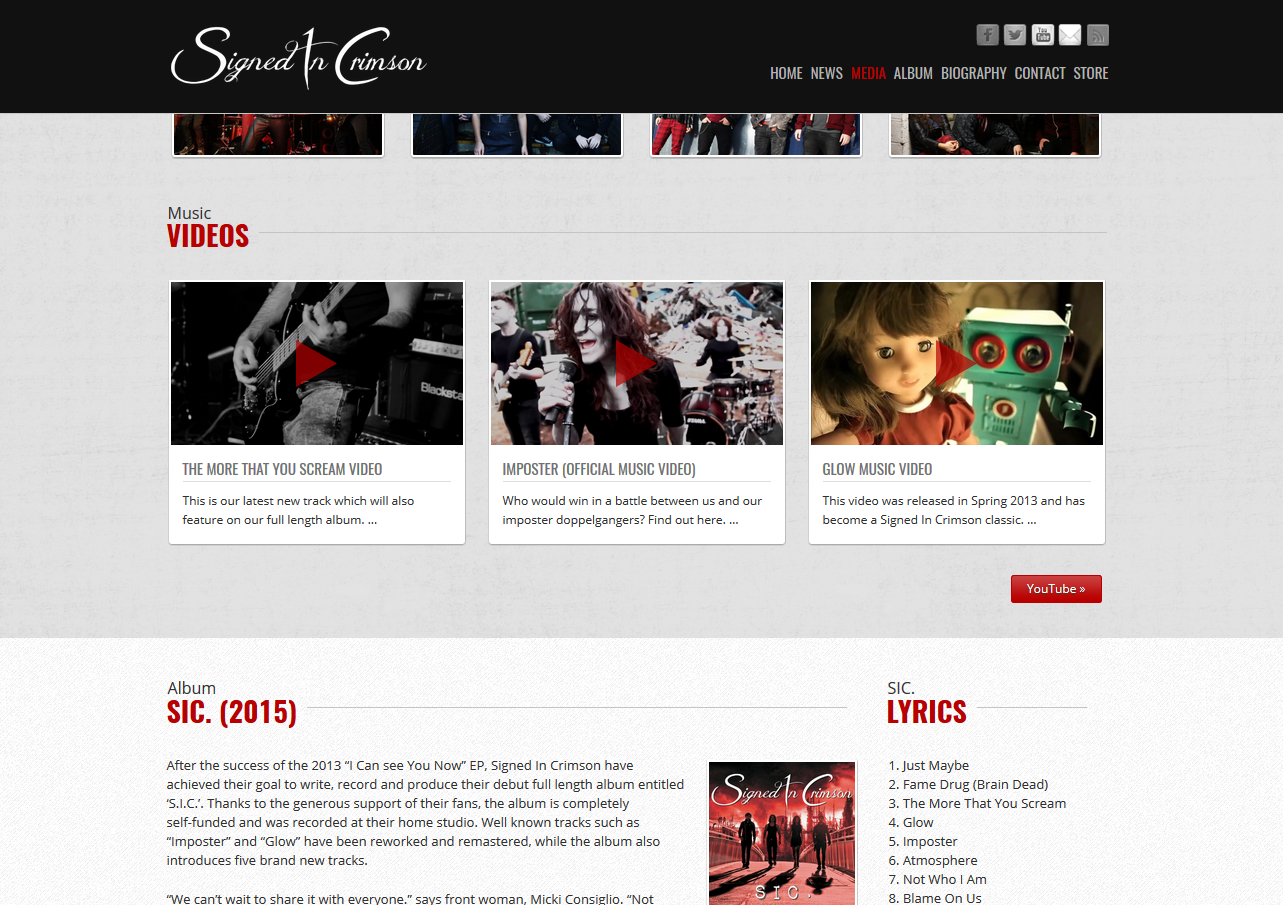 Signed In Crimson
You Tube
HOME NEWS MEDIA ALBUM BIOGRAPHY CONTACT STORE
Music
VIDEOS
Blacksta
THE MORE THAT YOU SCREAM VIDEO
This is our latest new track which will also
feature on our full length album. ...
IMPOSTER (OFFICIAL MUSIC VIDEO)
Who would win in a battle between us and our
imposter doppelgangers? Find out here. ...
GLOW MUSIC VIDEO
This video was released in Spring 2013 and has
become a Signed In Crimson classic. ...
YouTube »
Album
SIC. (2015)
After the success of the 2013 “I Can see You Now” EP, Signed In Crimson have
achieved their goal to write, record and produce their debut full length album entitled
‘S.I.C.’. Thanks to the generous support of their fans, the album is completely
self-funded and was recorded at their home studio. Well known tracks such as
“Imposter” and “Glow” have been reworked and remastered, while the album also
introduces five brand new tracks.
“We can’t wait to share it with everyone.” says front woman, Micki Consiglio. “Not
Signed In Crimson
SIC.
SIC.
LYRICS
1. Just Maybe
2. Fame Drug (Brain Dead)
3. The More That You Scream
4. Glow
5. Imposter
6. Atmosphere
7. Not Who I Am
8. Blame On Us